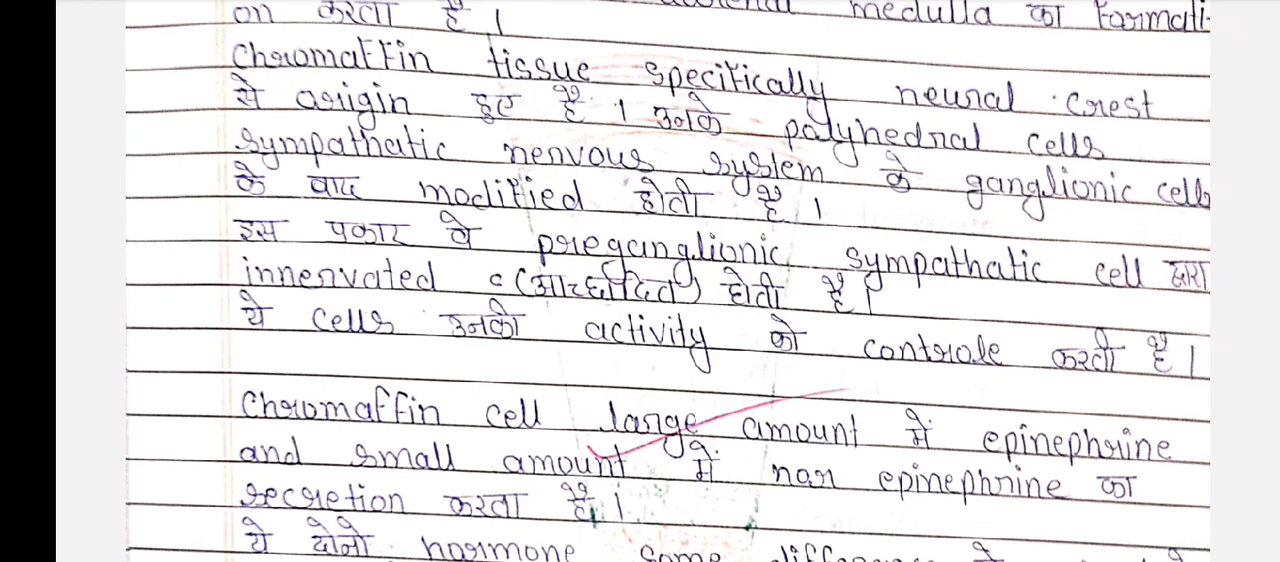 on करता है । medulla का Formati-
Chromaffin tissue specifically neural crest
से origin हुए है । उनके polyhedral cells
sympathatic nervous system के ganglionic cells
के बाद modified होती है ।
इस पकार वे preganglionic sympathatic cell द्वारा
innervated (आच्छादित) होती है ।
ये cells उनकी activity को controle करती है ।
Chromaffin cell large amount में epinephrine
and small amount में nor epinephrine का
secretion करता है ।
ये दोनो hormone some